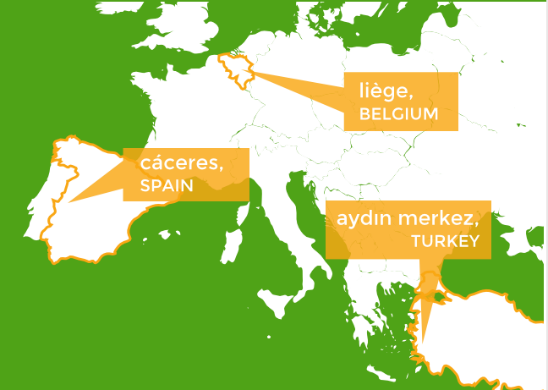 liège,
BELGIUM
cáceres,
SPAIN
aydın merkez,
TURKEY